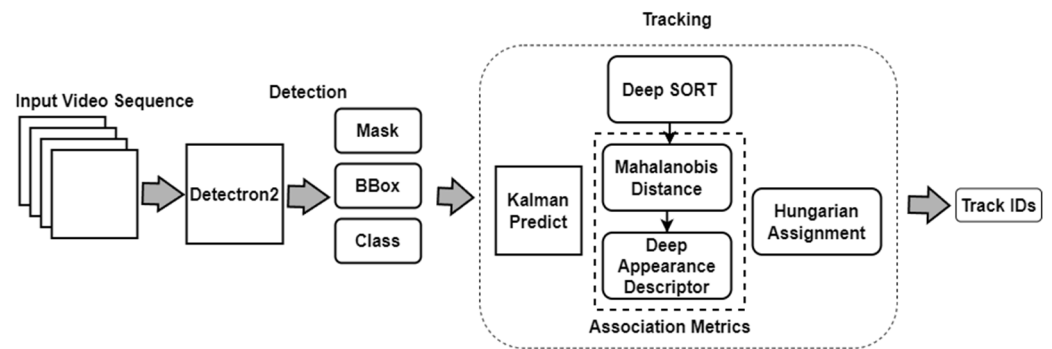 Tracking
Input Video Sequence
Detection
Detectron2
Mask
BBox
Class
Kalman
Predict
Deep SORT
Mahalanobis
Distance
Deep
Appearance
Descriptor
Association Metrics
Hungarian
Assignment
Track IDs